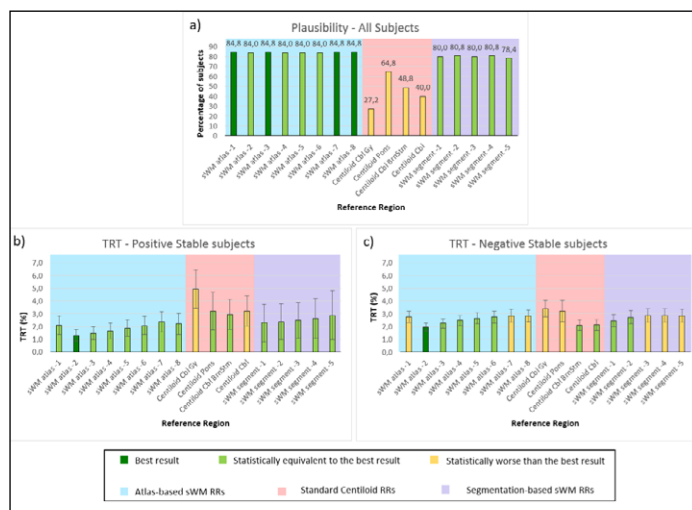 a)
Plausibility - All Subjects
84,8 84,0 84,8 84,0 84,0 84,0 84,8 84,8 27,2 64,8 48,8 40,0 80,0 80,8 80,0 80,8 78,4
Percentage of subjects
90
80
70
60
50
40
30
20
10
0
sWM atlas -1
sWM atlas -2
sWM atlas -3
sWM atlas -4
sWM atlas -5
sWM atlas -6
sWM atlas -7
sWM atlas -8
Centiloid Cbl Gy
Centiloid Pons
Centiloid Cbl BrnStm
Centiloid Cbl
sWM segment -1
sWM segment -2
sWM segment -3
sWM segment -4
sWM segment -5
Reference Region
b)
TRT - Positive Stable subjects
TRT (%)
7,0
6,0
5,0
4,0
3,0
2,0
1,0
0,0
sWM atlas -1
sWM atlas -2
sWM atlas -3
sWM atlas -4
sWM atlas -5
sWM atlas -6
sWM atlas -7
sWM atlas -8
Centiloid Cbl Gy
Centiloid Pons
Centiloid Cbl BrnStm
Centiloid Cbl
sWM segment -1
sWM segment -2
sWM segment -3
sWM segment -4
sWM segment -5
Reference Region
c)
TRT - Negative Stable subjects
TRT (%)
7,0
6,0
5,0
4,0
3,0
2,0
1,0
0,0
sWM atlas -1
sWM atlas -2
sWM atlas -3
sWM atlas -4
sWM atlas -5
sWM atlas -6
sWM atlas -7
sWM atlas -8
Centiloid Cbl Gy
Centiloid Pons
Centiloid Cbl BrnStm
Centiloid Cbl
sWM segment -1
sWM segment -2
sWM segment -3
sWM segment -4
sWM segment -5
Reference Region
Best result
Statistically equivalent to the best result
Statistically worse than the best result
Atlas-based sWM RRs
Standard Centiloid RRs
Segmentation-based sWM RRs